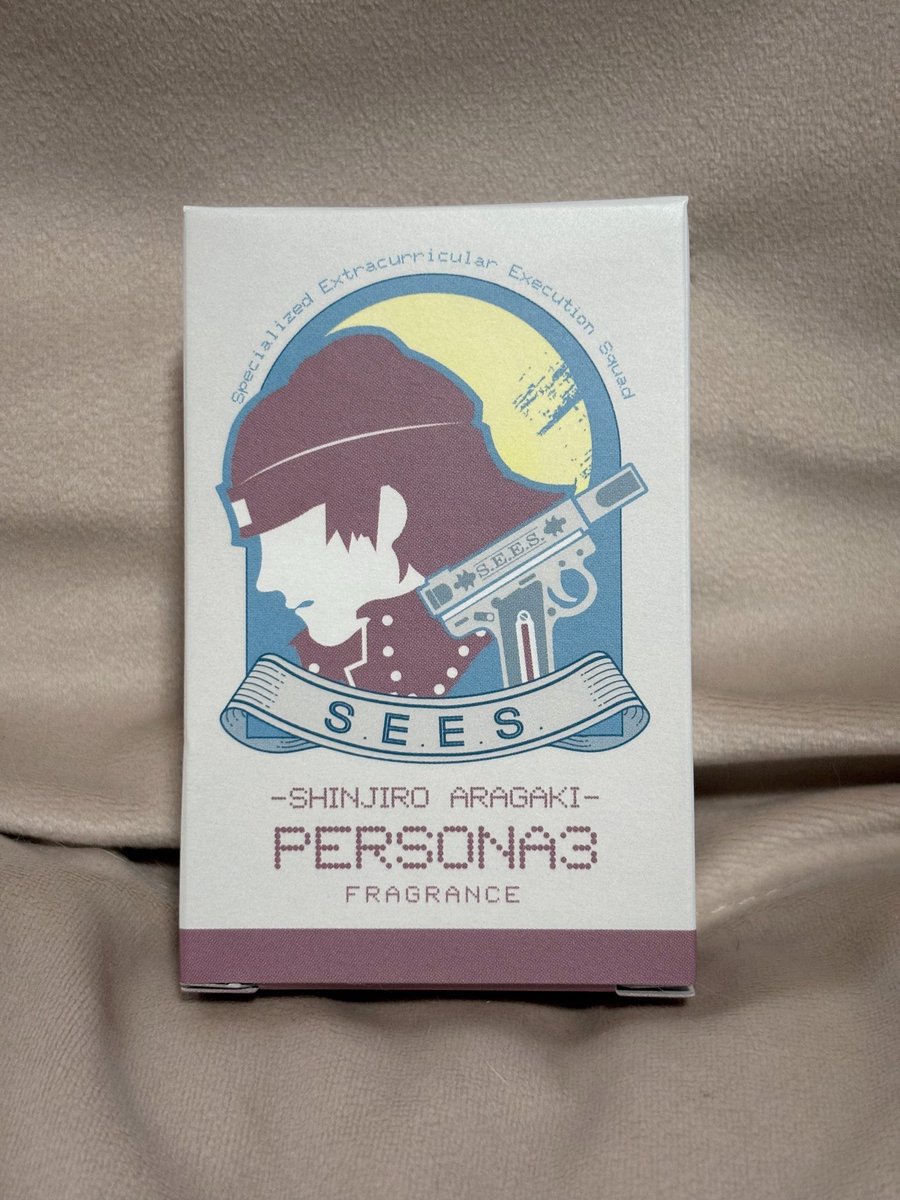 Specialized Extracurricular Execution Squad
S.E.E.S.
S.E.E.S.
-SHINJIRO ARAGAKI-
PERSONA3
FRAGRANCE